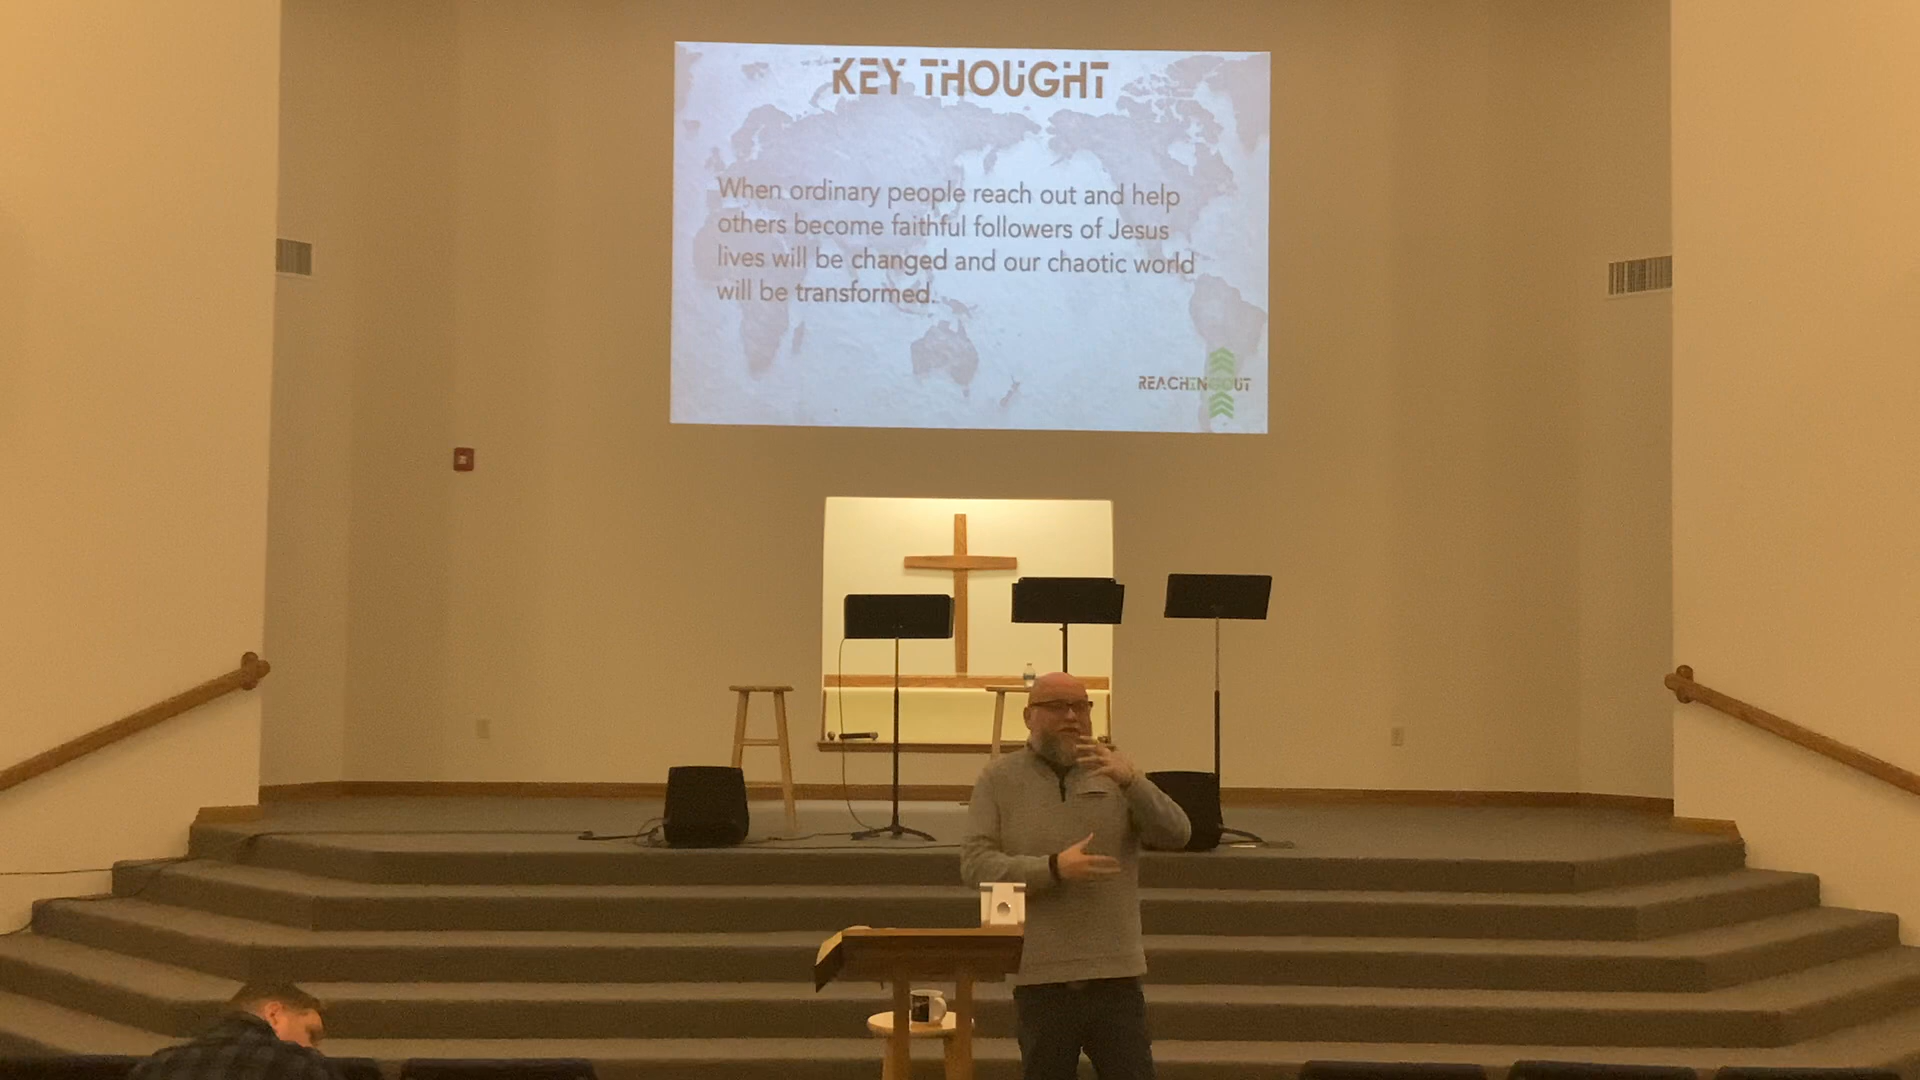 KEY THOUGHT
When ordinary people reach out and help
others become faithful followers of Jesus
lives will be changed and our chaotic world
will be transformed.
REACHINGOUT